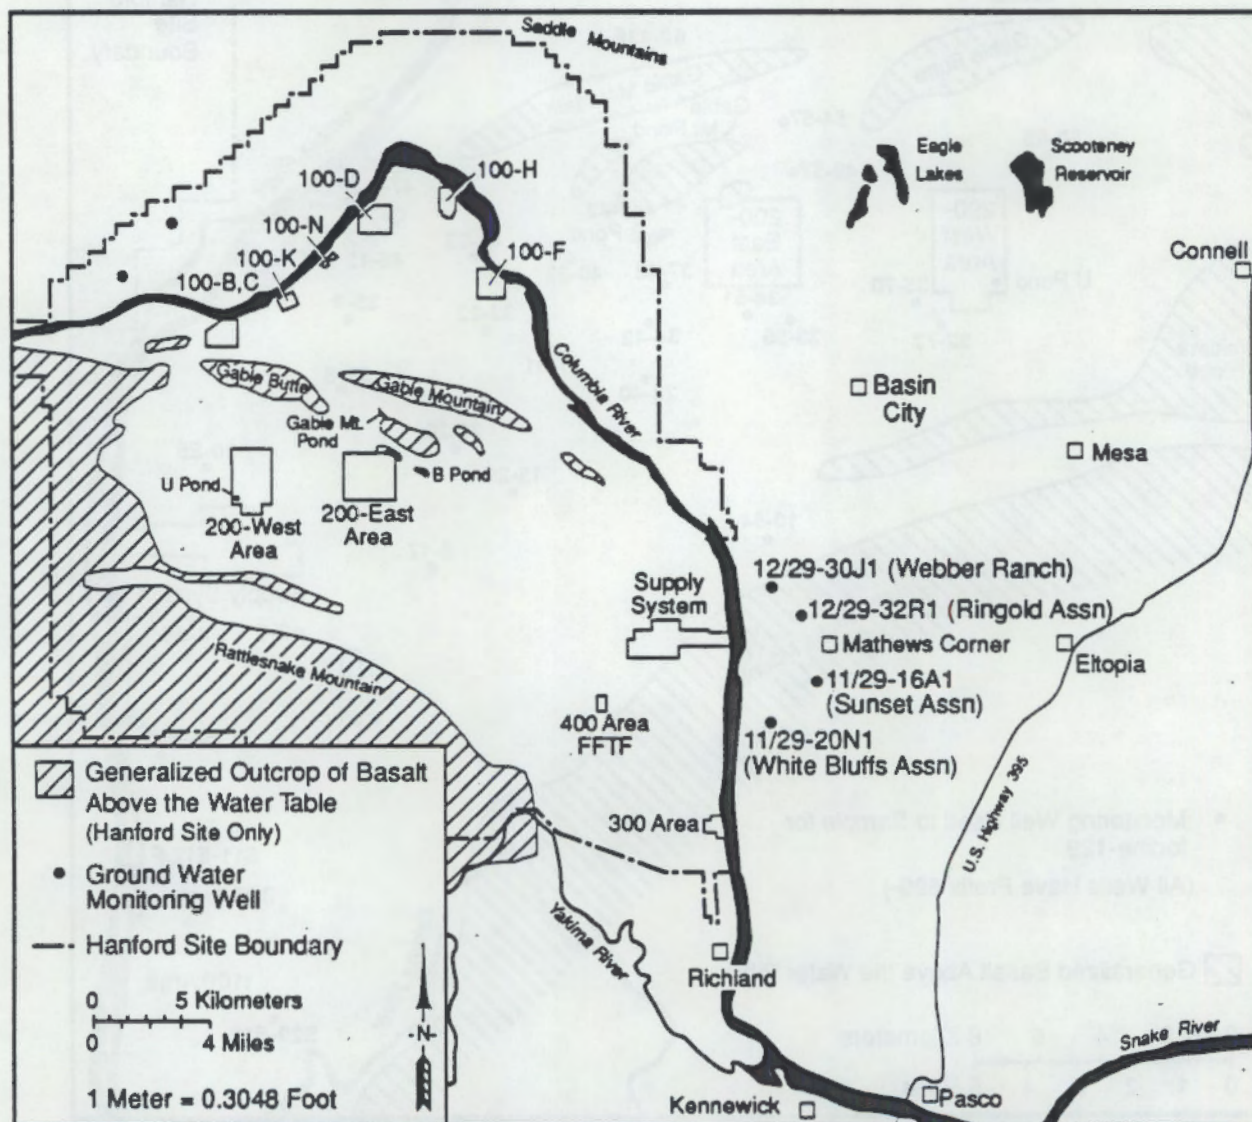 Saddle Mountains
Eagle
Lakes
Scooteney
Reservoir
100-H
100-D
100-N
100-F
100-K
100-B,C
Connell
Columbia River
Gable Butte
Gable Mountain
Basin
City
Gable Mt.
Pond
Mesa
B Pond
U Pond
200-West
Area
200-East
Area
12/29-30J1 (Webber Ranch)
Supply
System
12/29-32R1 (Ringold Assn)
Mathews Corner
Eltopia
Rattlesnake Mountain
11/29-16A1
(Sunset Assn)
400 Area
FFTF
11/29-20N1
(White Bluffs Assn)
U.S. Highway 395
300 Area
Yakima River
Richland
Snake River
Pasco
Kennewick
Generalized Outcrop of Basalt
Above the Water Table
(Hanford Site Only)
Ground Water
Monitoring Well
Hanford Site Boundary
0 5 Kilometers
0 4 Miles
N
1 Meter = 0.3048 Foot